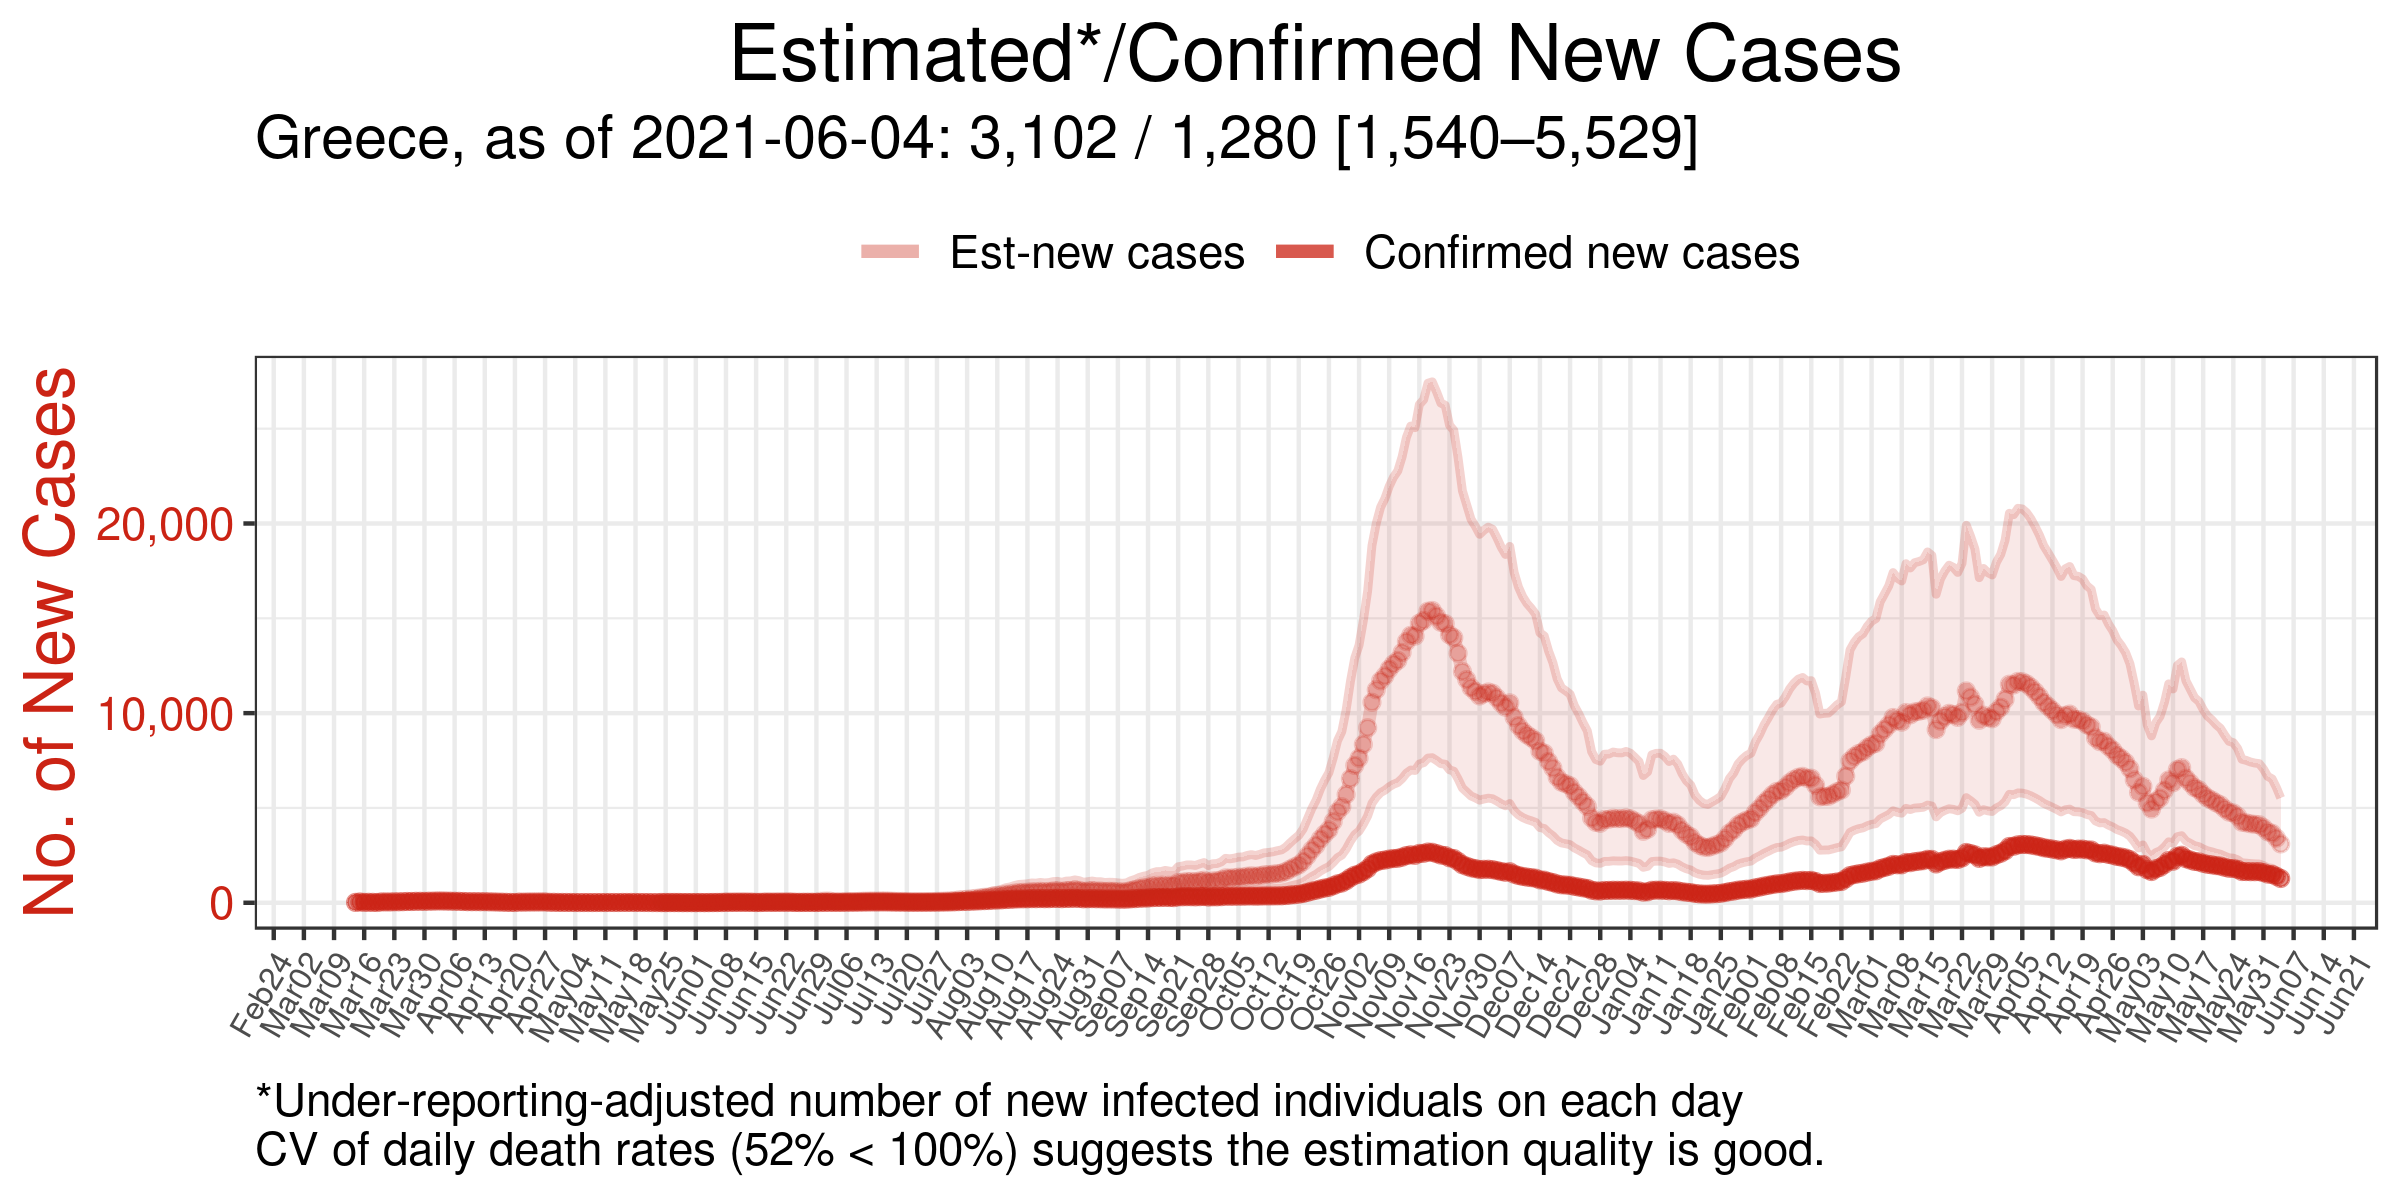 Estimated*/Confirmed New Cases
Greece, as of 2021-06-04: 3,102 / 1,280 [1,540–5,529]
Est-new cases Confirmed new cases
No. of New Cases
20,000
10,000
0
Feb24 Mar02 Mar09 Mar16 Mar23 Mar30 Apr06 Apr13 Apr20 Apr27 May04 May11 May18 May25 Jun01 Jun08 Jun15 Jun22 Jun29 Jul06 Jul13 Jul20 Jul27 Aug03 Aug10 Aug17 Aug24 Aug31 Sep07 Sep14 Sep21 Sep28 Oct05 Oct12 Oct19 Oct26 Nov02 Nov09 Nov16 Nov23 Nov30 Dec07 Dec14 Dec21 Dec28 Jan04 Jan11 Jan18 Jan25 Feb01 Feb08 Feb15 Feb22 Mar01 Mar08 Mar15 Mar22 Mar29 Apr05 Apr12 Apr19 Apr26 May03 May10 May17 May24 May31 Jun07 Jun14 Jun21
*Under-reporting-adjusted number of new infected individuals on each day
CV of daily death rates (52% < 100%) suggests the estimation quality is good.